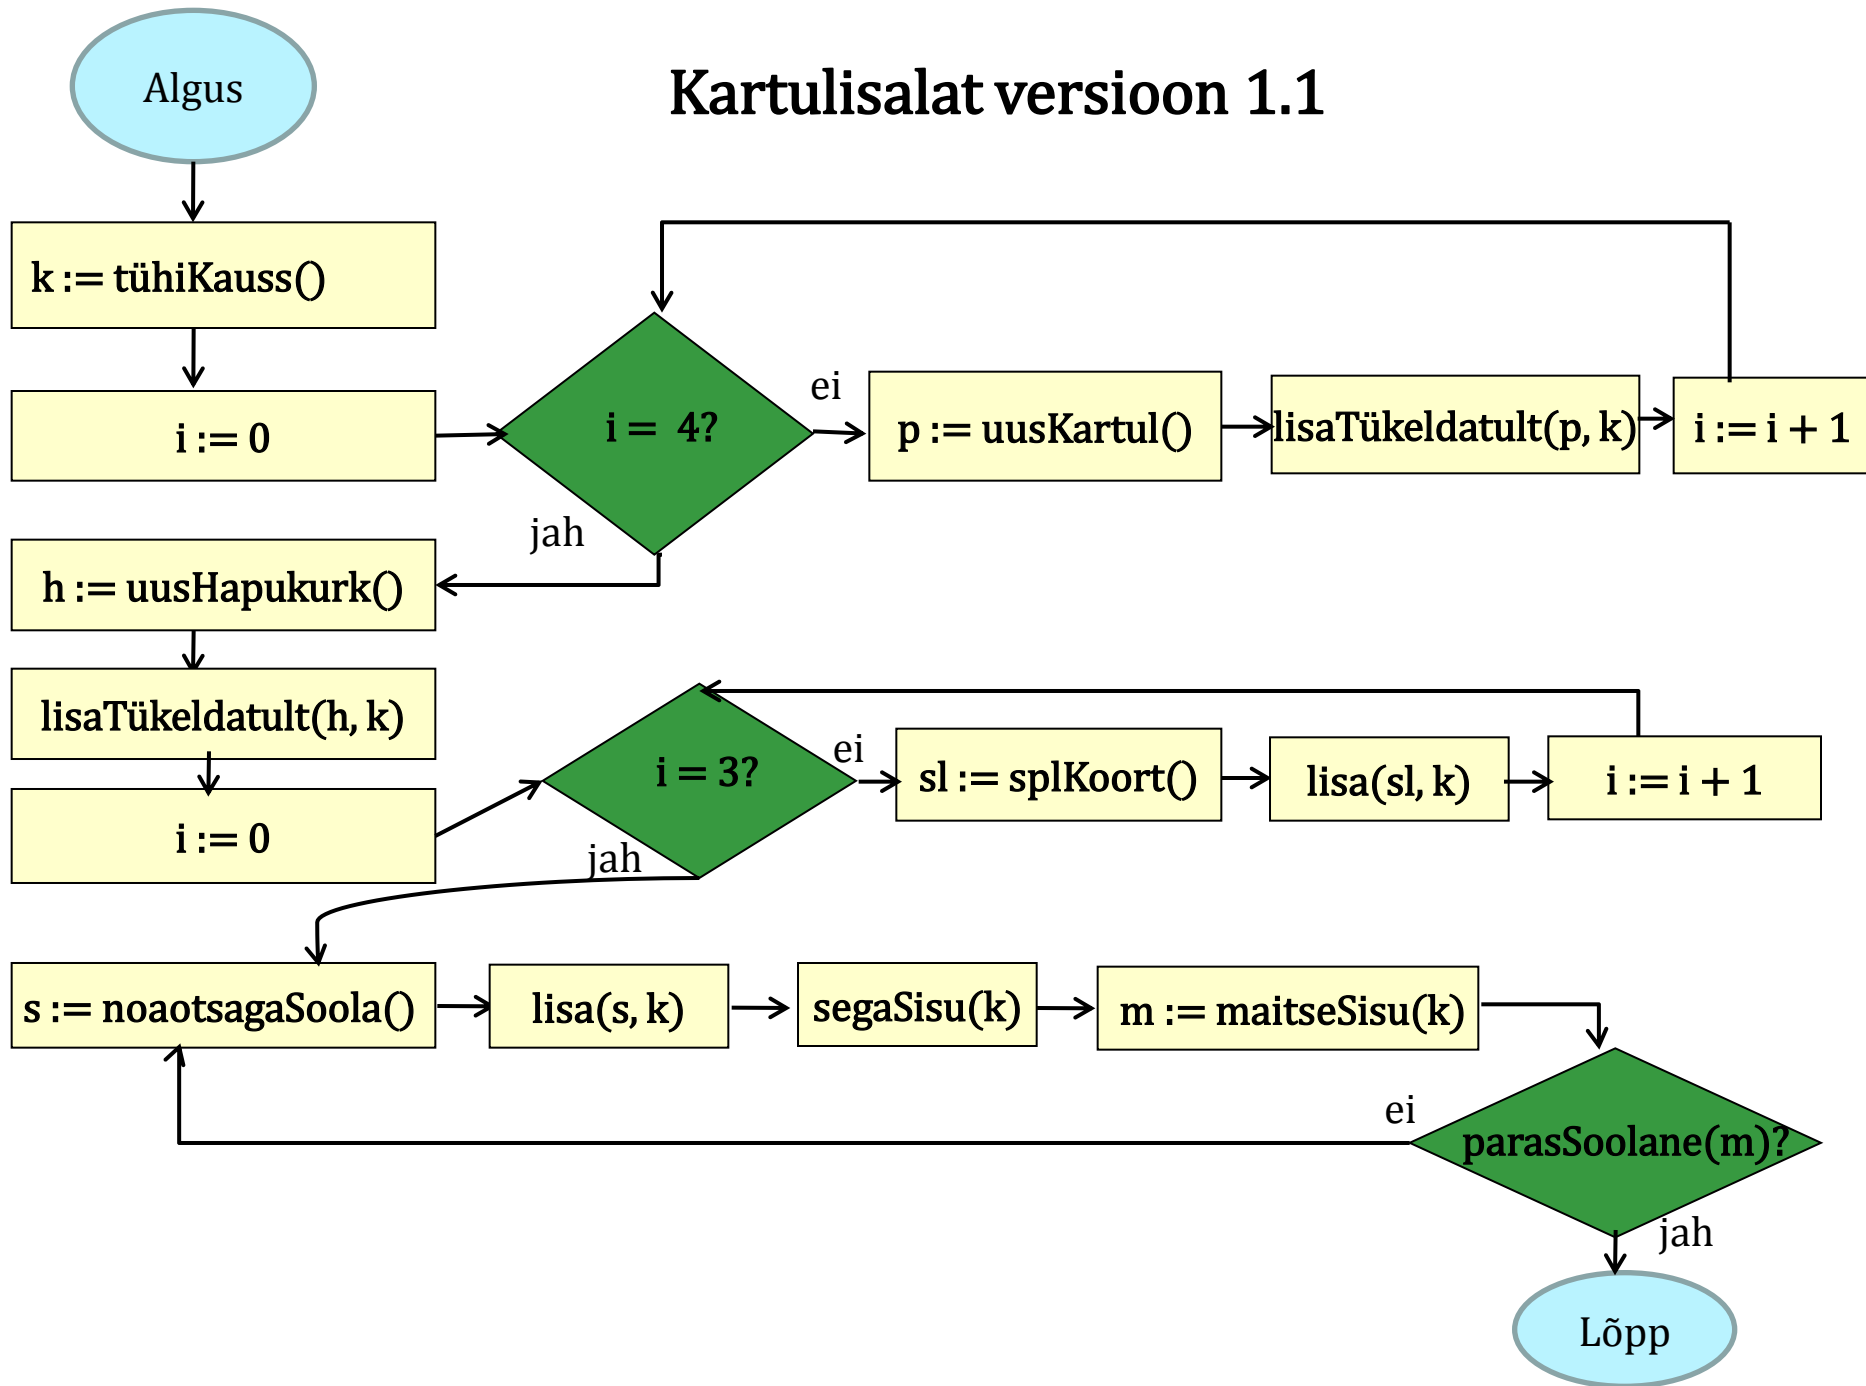 Algus
Kartulisalat versioon 1.1
k := tühiKauss()
i := 0
i = 4?
ei
p := uusKartul()
lisaTükeldatult(p, k)
i := i + 1
jah
h := uusHapukurk()
lisaTükeldatult(h, k)
i := 0
i = 3?
ei
sl := splKoort()
lisa(sl, k)
i := i + 1
jah
s := noaotsagaSoola()
lisa(s, k)
segaSisu(k)
m := maitseSisu(k)
ei
parasSoolane(m)?
jah
Lõpp